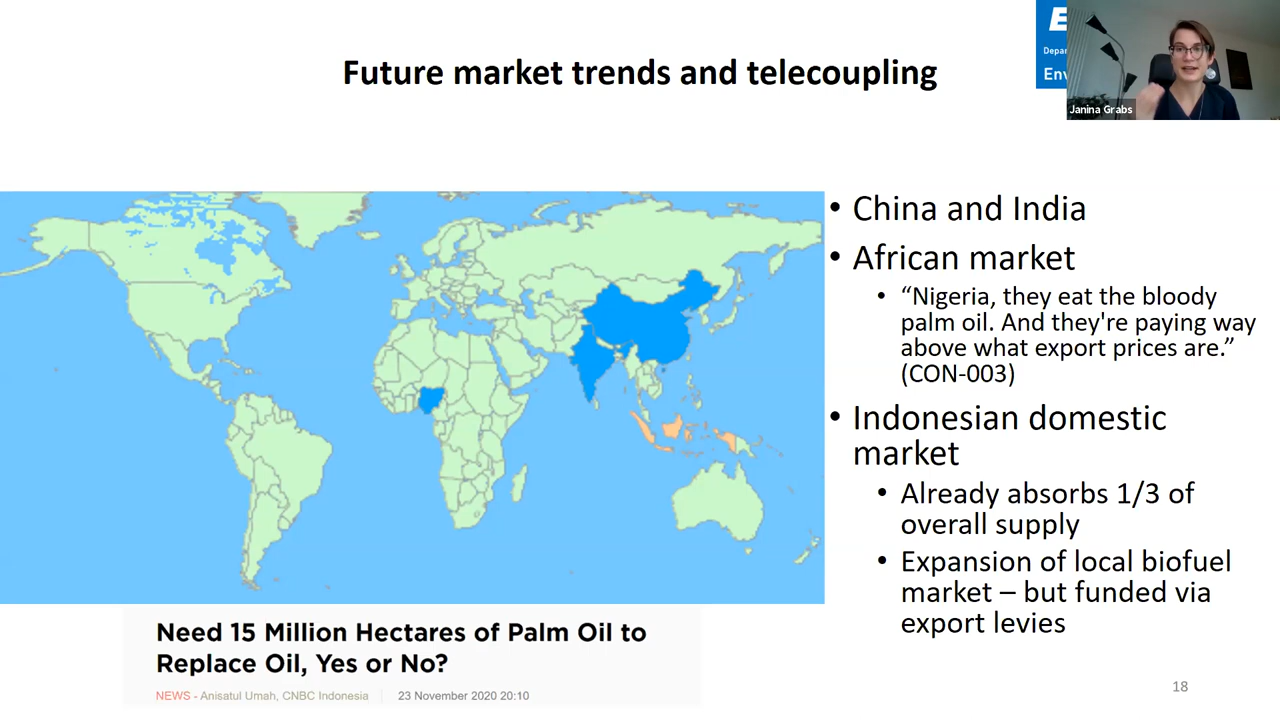 Future market trends and telecoupling
Depar
Env
Janina Grabs
• China and India
• African market
• “Nigeria, they eat the bloody
palm oil. And they're paying way
above what export prices are.”
(CON-003)
• Indonesian domestic
market
• Already absorbs 1/3 of
overall supply
• Expansion of local biofuel
market – but funded via
export levies
Need 15 Million Hectares of Palm Oil to
Replace Oil, Yes or No?
NEWS - Anisatul Umah, CNBC Indonesia 23 November 2020 20:10
18